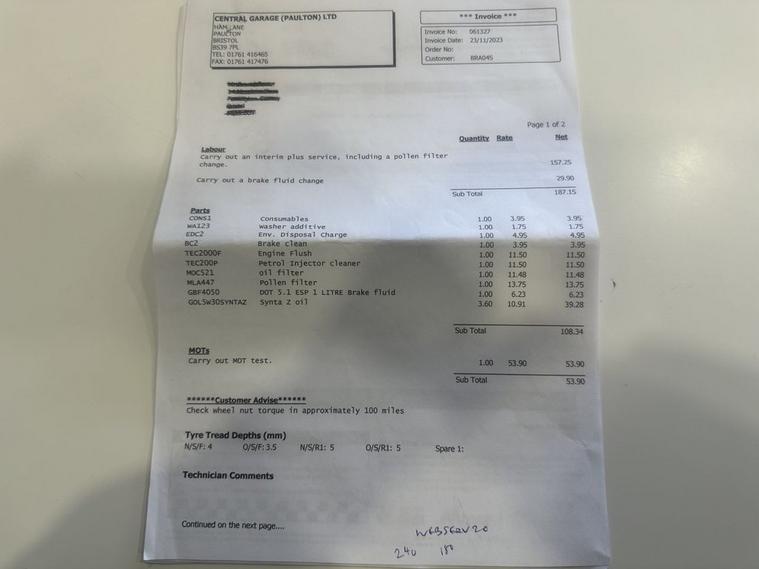 CENTRAL GARAGE (PAULTON) LTD
HAM LANE
PAULTON
BRISTOL
BS39 7PL
TEL: 01761 416465
FAX: 01761 417476
*** Invoice ***
Invoice No: 061327
Invoice Date: 23/11/2023
Order No:
Customer: BRA045
Page 1 of 2
Quantity Rate Net
Labour
Carry out an interim plus service, including a pollen filter
change. 157.25
Carry out a brake fluid change 29.90
Sub Total 187.15
Parts
CONS1 Consumables 1.00 3.95 3.95
WA123 Washer additive 1.00 1.75 1.75
EDC2 Env. Disposal Charge 1.00 4.95 4.95
BC2 Brake clean 1.00 3.95 3.95
TEC2000F Engine Flush 1.00 11.50 11.50
TEC200P Petrol Injector cleaner 1.00 11.50 11.50
MOC521 oil filter 1.00 11.48 11.48
MLA447 Pollen filter 1.00 13.75 13.75
GBF4050 DOT 5.1 ESP 1 LITRE Brake fluid 1.00 6.23 6.23
GOL5W30SYNTAZ Synta Z oil 3.60 10.91 39.28
Sub Total 108.34
MOTs
Carry out MOT test. 1.00 53.90 53.90
Sub Total 53.90
******Customer Advise******
Check wheel nut torque in approximately 100 miles
Tyre Tread Depths (mm)
N/S/F: 4 O/S/F: 3.5 N/S/R1: 5 O/S/R1: 5 Spare 1:
Technician Comments
Continued on the next page....
240